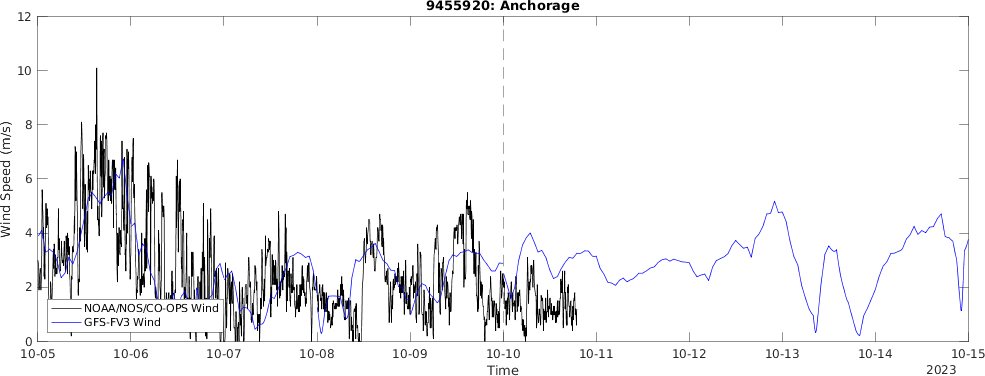 9455920: Anchorage
Wind Speed (m/s)
12
10
8
6
4
2
0
NOAA/NOS/CO-OPS Wind
GFS-FV3 Wind
10-05 10-06 10-07 10-08 10-09 10-10 10-11 10-12 10-13 10-14 10-15
Time
2023